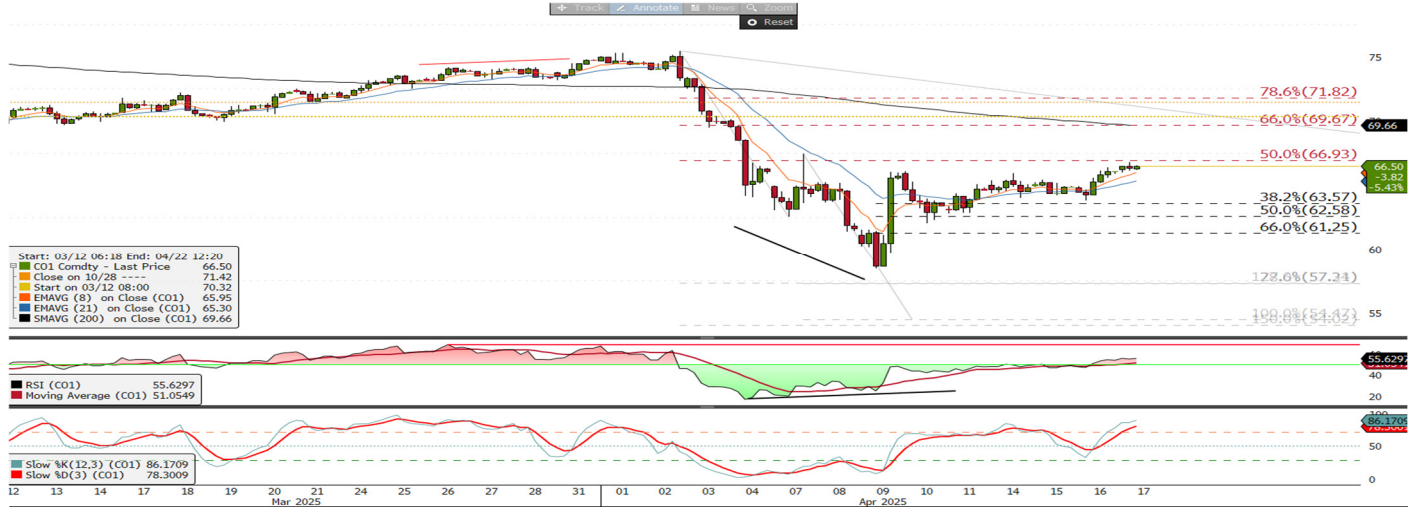 Track Annotate News Zoom
Reset
75
78.6%(71.82)
66.0%(69.67)
69.66
50.0%(66.93)
66.50
-3.82
-5.43%
38.2%(63.57)
50.0%(62.58)
66.0%(61.25)
60
55
Start: 03/12 06:18 End: 04/22 12:20
CO1 Comdty - Last Price 66.50
Close on 10/28 ---- 71.42
Start on 03/12 08:00 70.32
EMAVG (8) on Close (CO1) 65.95
EMAVG (21) on Close (CO1) 65.30
SMAVG (200) on Close (CO1) 69.66
55.6297
40
20
RSI (CO1) 55.6297
Moving Average (CO1) 51.0549
100
86.1709
50
0
Slow %K(12,3) (CO1) 86.1709
Slow %D(3) (CO1) 78.3009
12 13 14 17 18 19 20 21 24 25 26 27 28 31 01 02 03 04 07 08 09 10 11 14 15 16 17
Mar 2025 Apr 2025